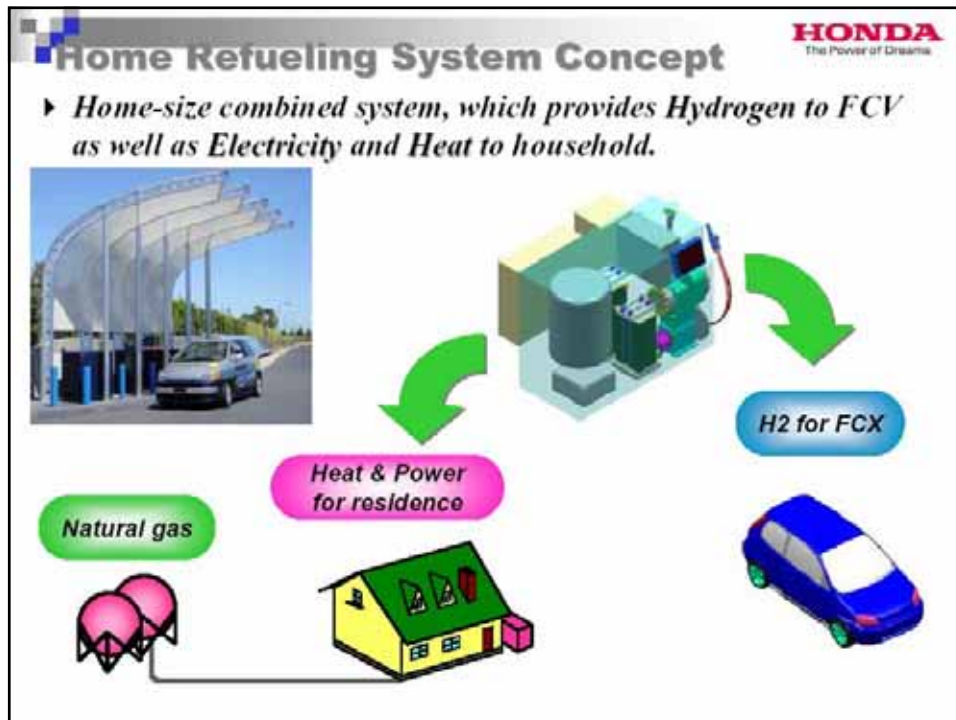 Home Refueling System Concept
HONDA
The Power of Dreams
Home-size combined system, which provides Hydrogen to FCV
as well as Electricity and Heat to household.
H2 for FCX
Heat & Power
for residence
Natural gas